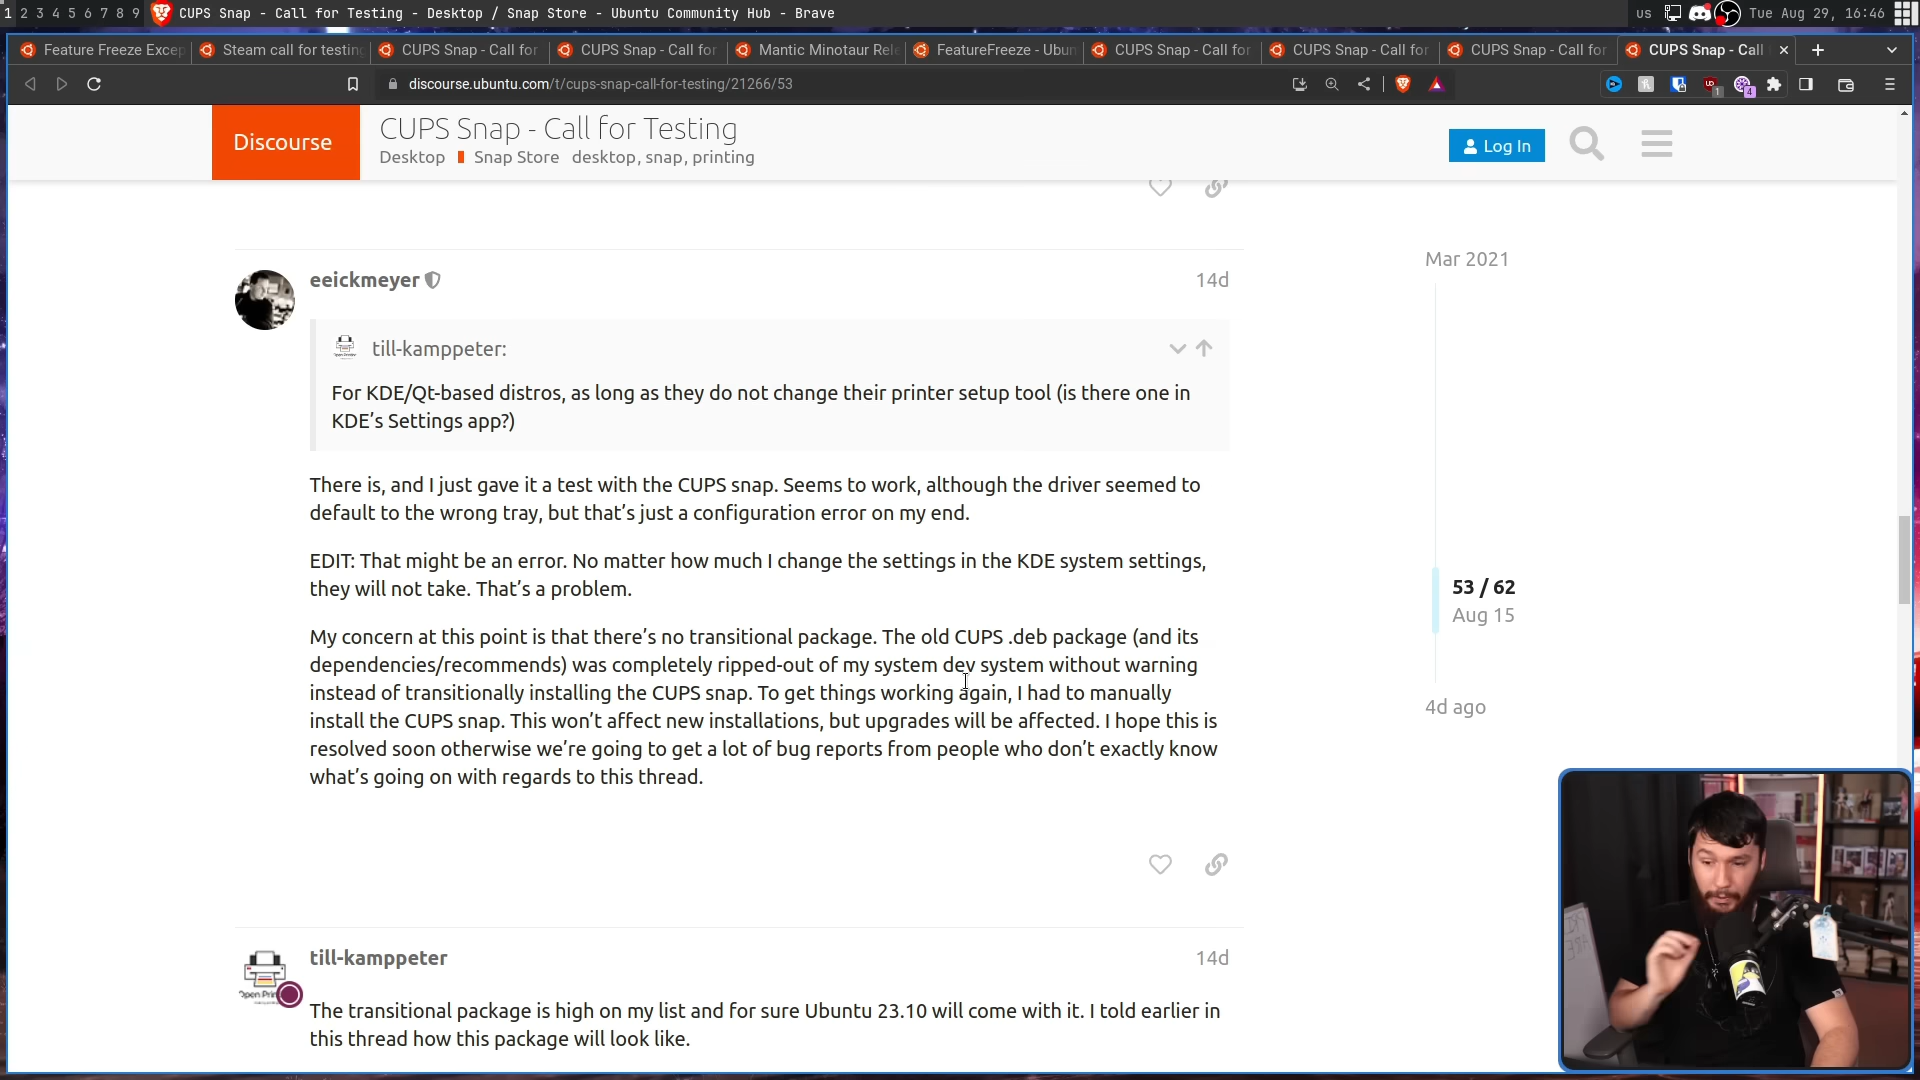 1 2 3 4 5 6 7 8 9 CUPS Snap - Call for Testing - Desktop / Snap Store - Ubuntu Community Hub - Brave us Tue Aug 29, 16:46
Feature Freeze Excep Steam call for testing CUPS Snap - Call for CUPS Snap - Call for Mantic Minotaur Rele FeatureFreeze - Ubun CUPS Snap - Call for CUPS Snap - Call for CUPS Snap - Call for CUPS Snap - Call
discourse.ubuntu.com/t/cups-snap-call-for-testing/21266/53 1 4
Discourse
CUPS Snap - Call for Testing
Desktop Snap Store desktop, snap, printing
Log In
eeickmeyer 14d
till-kamppeter:
For KDE/Qt-based distros, as long as they do not change their printer setup tool (is there one in
KDE's Settings app?)
There is, and I just gave it a test with the CUPS snap. Seems to work, although the driver seemed to
default to the wrong tray, but that's just a configuration error on my end.
EDIT: That might be an error. No matter how much I change the settings in the KDE system settings,
they will not take. That's a problem.
My concern at this point is that there's no transitional package. The old CUPS .deb package (and its
dependencies/recommends) was completely ripped-out of my system dev system without warning
instead of transitionally installing the CUPS snap. To get things working again, I had to manually
install the CUPS snap. This won't affect new installations, but upgrades will be affected. I hope this is
resolved soon otherwise we're going to get a lot of bug reports from people who don't exactly know
what's going on with regards to this thread.
till-kamppeter 14d
The transitional package is high on my list and for sure Ubuntu 23.10 will come with it. I told earlier in
this thread how this package will look like.
Mar 2021
53 / 62
Aug 15
4d ago